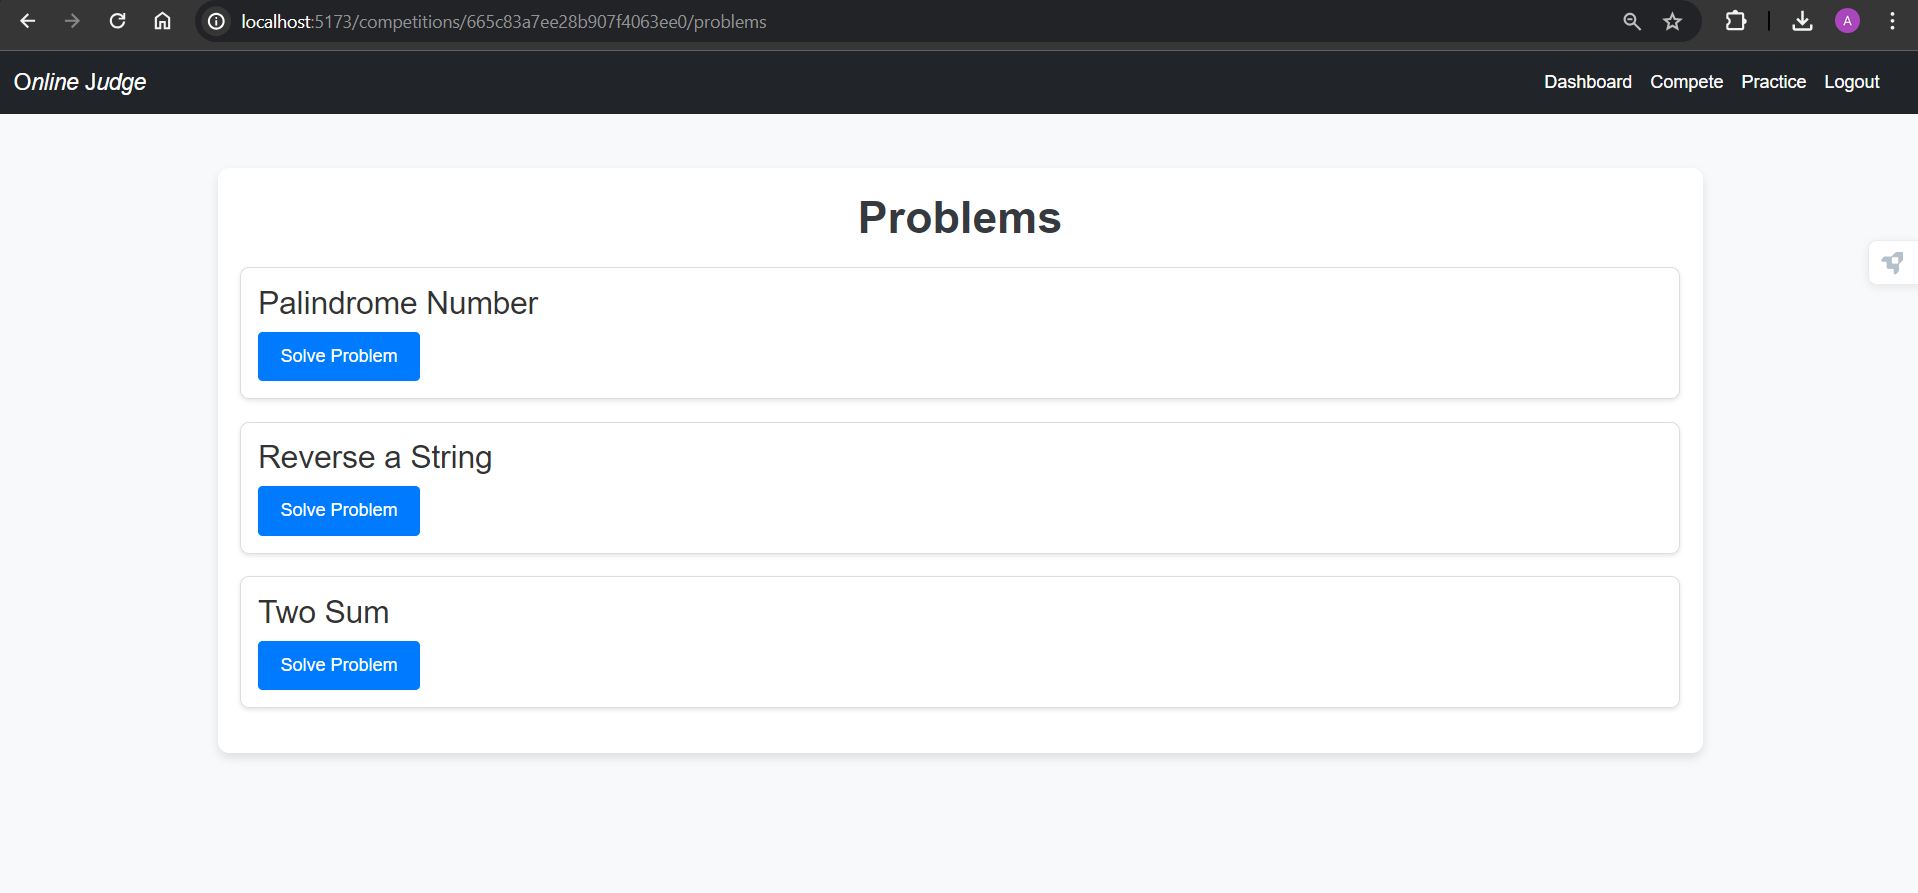 localhost:5173/competitions/665c83a7ee28b907f4063ee0/problems
A
Online Judge
Dashboard Compete Practice Logout
Problems
Palindrome Number
Solve Problem
Reverse a String
Solve Problem
Two Sum
Solve Problem